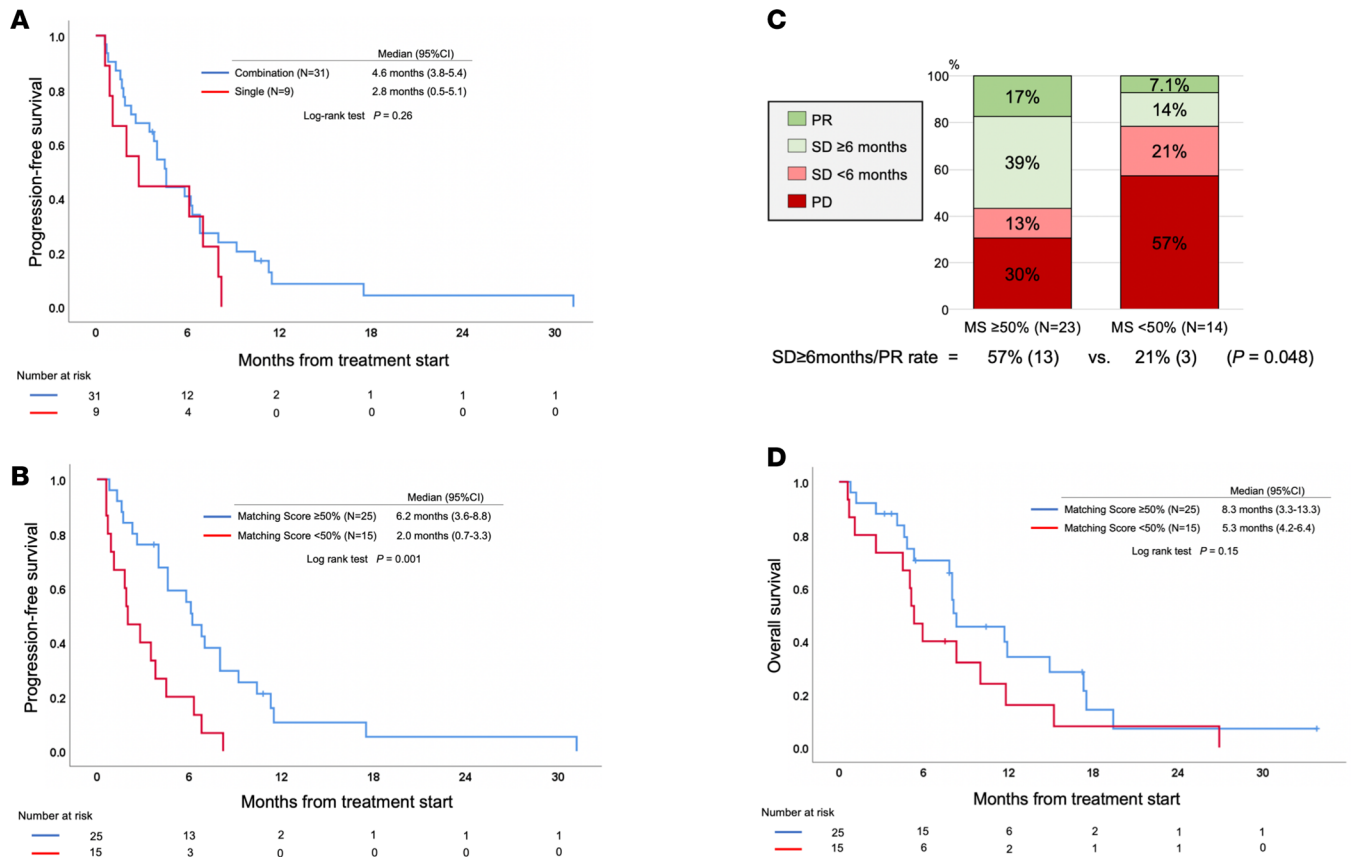 A
Progression-free survival
1.0
0.8
0.6
0.4
0.2
0.0
Median (95%CI)
Combination (N=31) 4.6 months (3.8-5.4)
Single (N=9) 2.8 months (0.5-5.1)
Log-rank test P = 0.26
0 6 12 18 24 30
Months from treatment start
Number at risk
31 12 2 1 1 1
9 4 0 0 0 0
B
Progression-free survival
1.0
0.8
0.6
0.4
0.2
0.0
Median (95%CI)
Matching Score ≥50% (N=25) 6.2 months (3.6-8.8)
Matching Score <50% (N=15) 2.0 months (0.7-3.3)
Log rank test P = 0.001
0 6 12 18 24 30
Months from treatment start
Number at risk
25 13 2 1 1 1
15 3 0 0 0 0
C
PR
SD ≥6 months
SD <6 months
PD
%
100
80
60
40
20
0
17%
39%
13%
30%
7.1%
14%
21%
57%
MS ≥50% (N=23) MS <50% (N=14)
SD≥6months/PR rate = 57% (13) vs. 21% (3) (P = 0.048)
D
Overall survival
1.0
0.8
0.6
0.4
0.2
0.0
Median (95%CI)
Matching Score ≥50% (N=25) 8.3 months (3.3-13.3)
Matching Score <50% (N=15) 5.3 months (4.2-6.4)
Log rank test P = 0.15
0 6 12 18 24 30
Months from treatment start
Number at risk
25 15 6 2 1 1
15 6 2 1 1 0